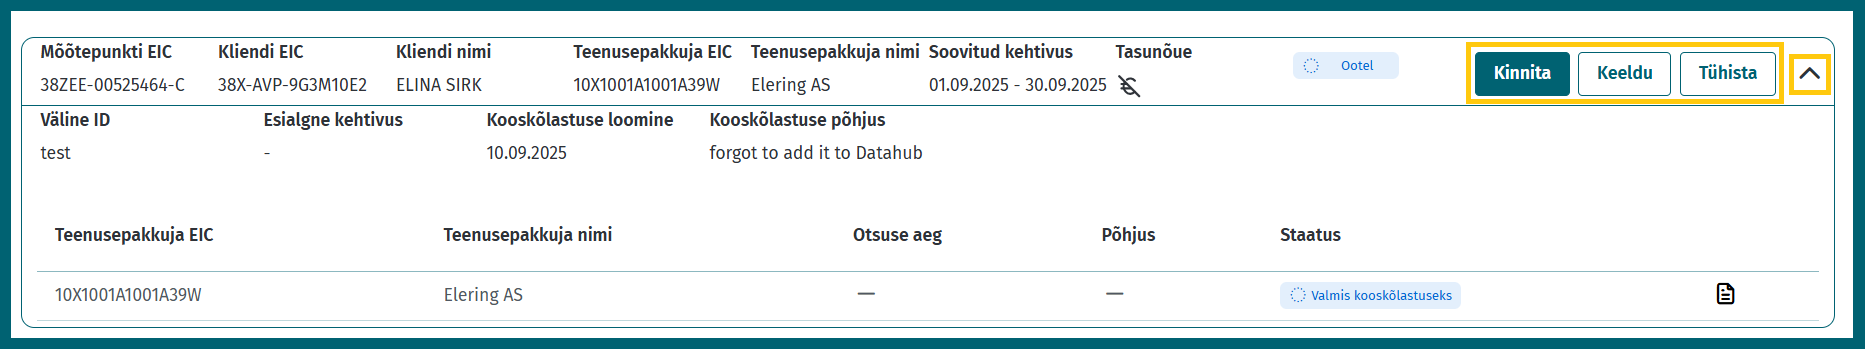 Mõõtepunkti EIC Kliendi EIC Kliendi nimi Teenusepakkuja EIC Teenusepakkuja nimi Soovitud kehtivus Tasunõue
38ZEE-00525464-C 38X-AVP-9G3M10E2 ELINA SIRK 10X1001A1001A39W Elering AS 01.09.2025 - 30.09.2025 Ootel Kinnita Keeldu Tühista
Väline ID Esialgne kehtivus Kooskõlastuse loomine Kooskõlastuse põhjus
test - 10.09.2025 forgot to add it to Datahub
Teenusepakkuja EIC Teenusepakkuja nimi Otsuse aeg Põhjus Staatus
10X1001A1001A39W Elering AS — — Valmis kooskõlastuseks